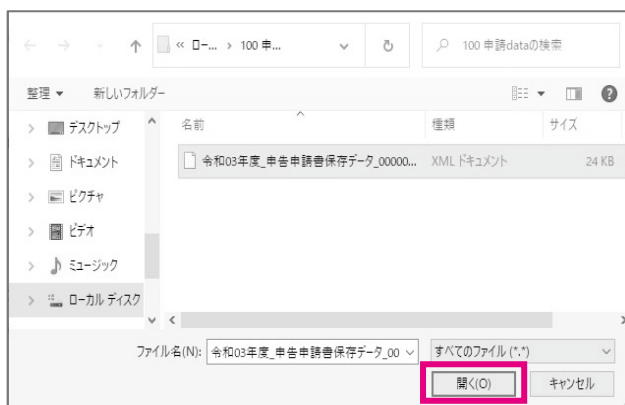 « ロー... › 100 申...
100 申請dataの検索
整理 新しいフォルダー
名前 種類 サイズ
デスクトップ
令和03年度_申告申請書保存データ_00000... XML ドキュメント 24 KB
ドキュメント
ピクチャ
ビデオ
ミュージック
ローカル ディスク
ファイル名(N): 令和03年度_申告申請書保存データ_00 すべてのファイル (*.*)
開く(O) キャンセル